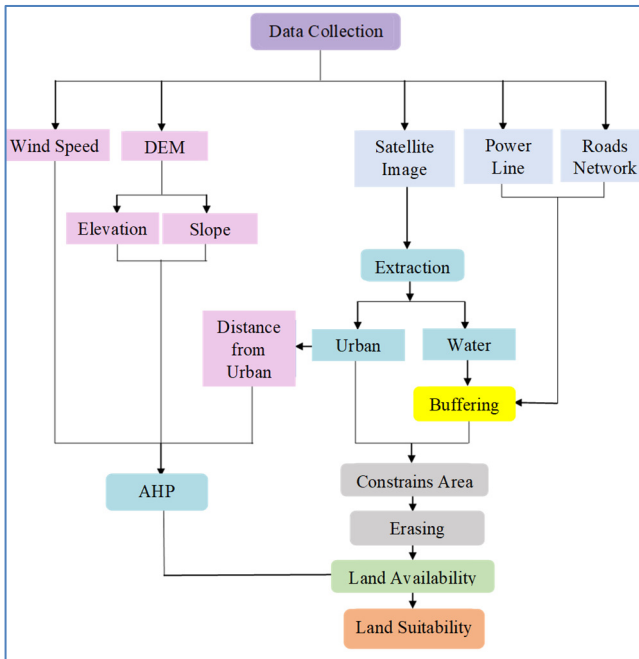 Data Collection
Wind Speed
DEM
Satellite
Image
Power
Line
Roads
Network
Elevation
Slope
Extraction
Distance
from
Urban
Urban
Water
Buffering
Constrains Area
AHP
Erasing
Land Availability
Land Suitability